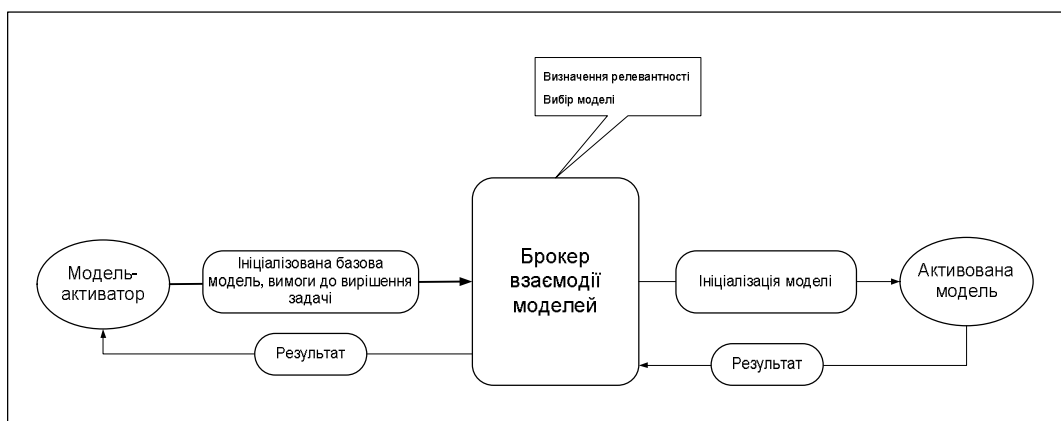 Визначення релевантності
Вибір моделі
Модель-
активатор
Ініціалізована базова
модель, вимоги до вирішення
задачі
Брокер
взаємодії
моделей
Ініціалізація моделі
Активована
модель
Результат
Результат